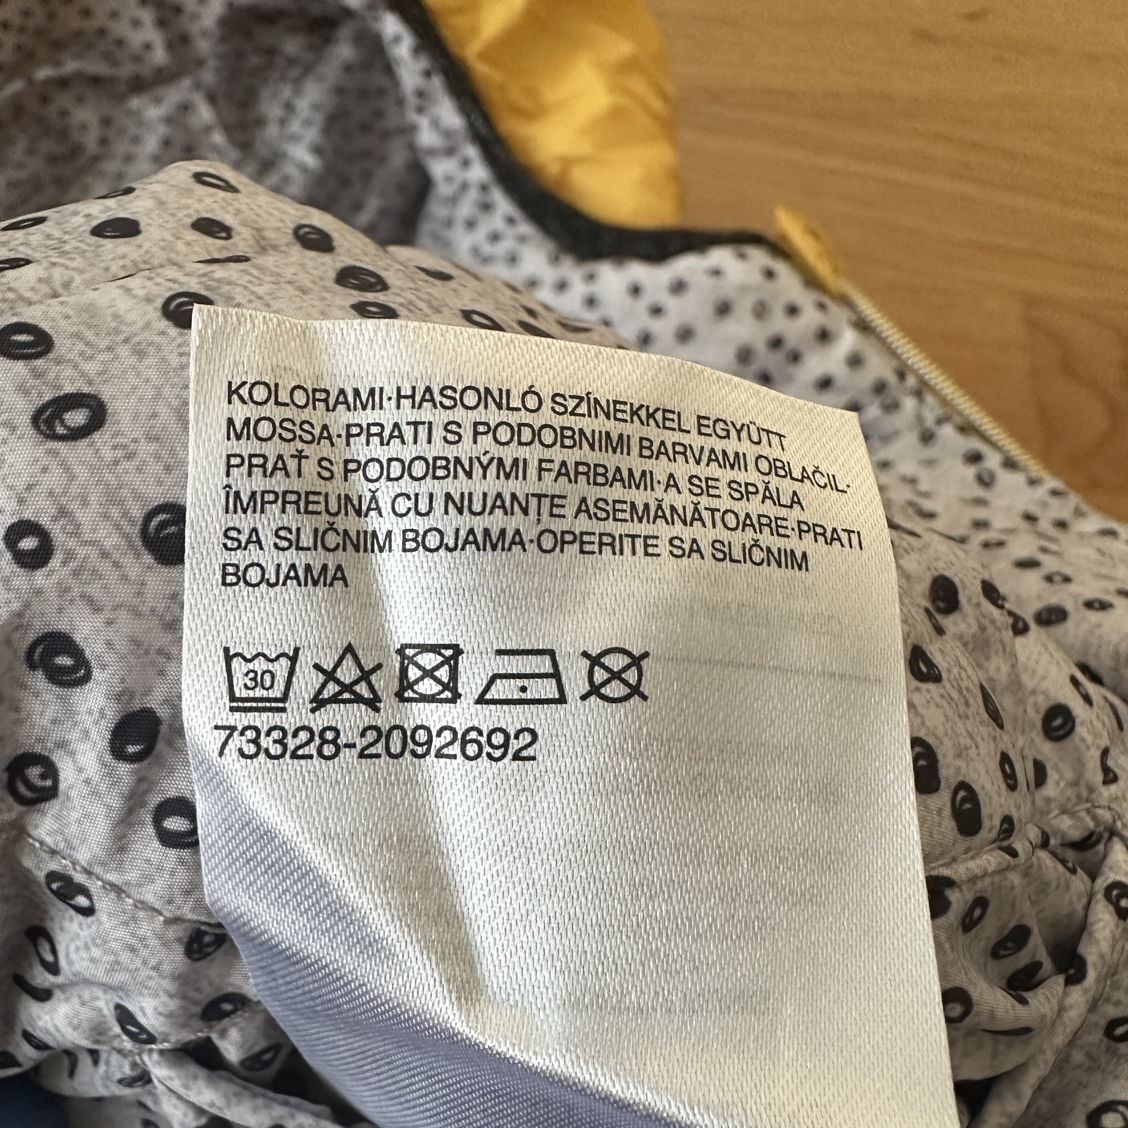 KOLORAMI·HASONLÓ SZÍNEKKEL EGYÜTT
MOSSA·PRATI S PODOBNIMI BARVAMI OBLAČIL·
PRAŤ S PODOBNÝMI FARBAMI·A SE SPĂLA
ÎMPREUNĂ CU NUANȚE ASEMĂNĂTOARE·PRATI
SA SLIČNIM BOJAMA·OPERITE SA SLIČNIM
BOJAMA
30
73328-2092692